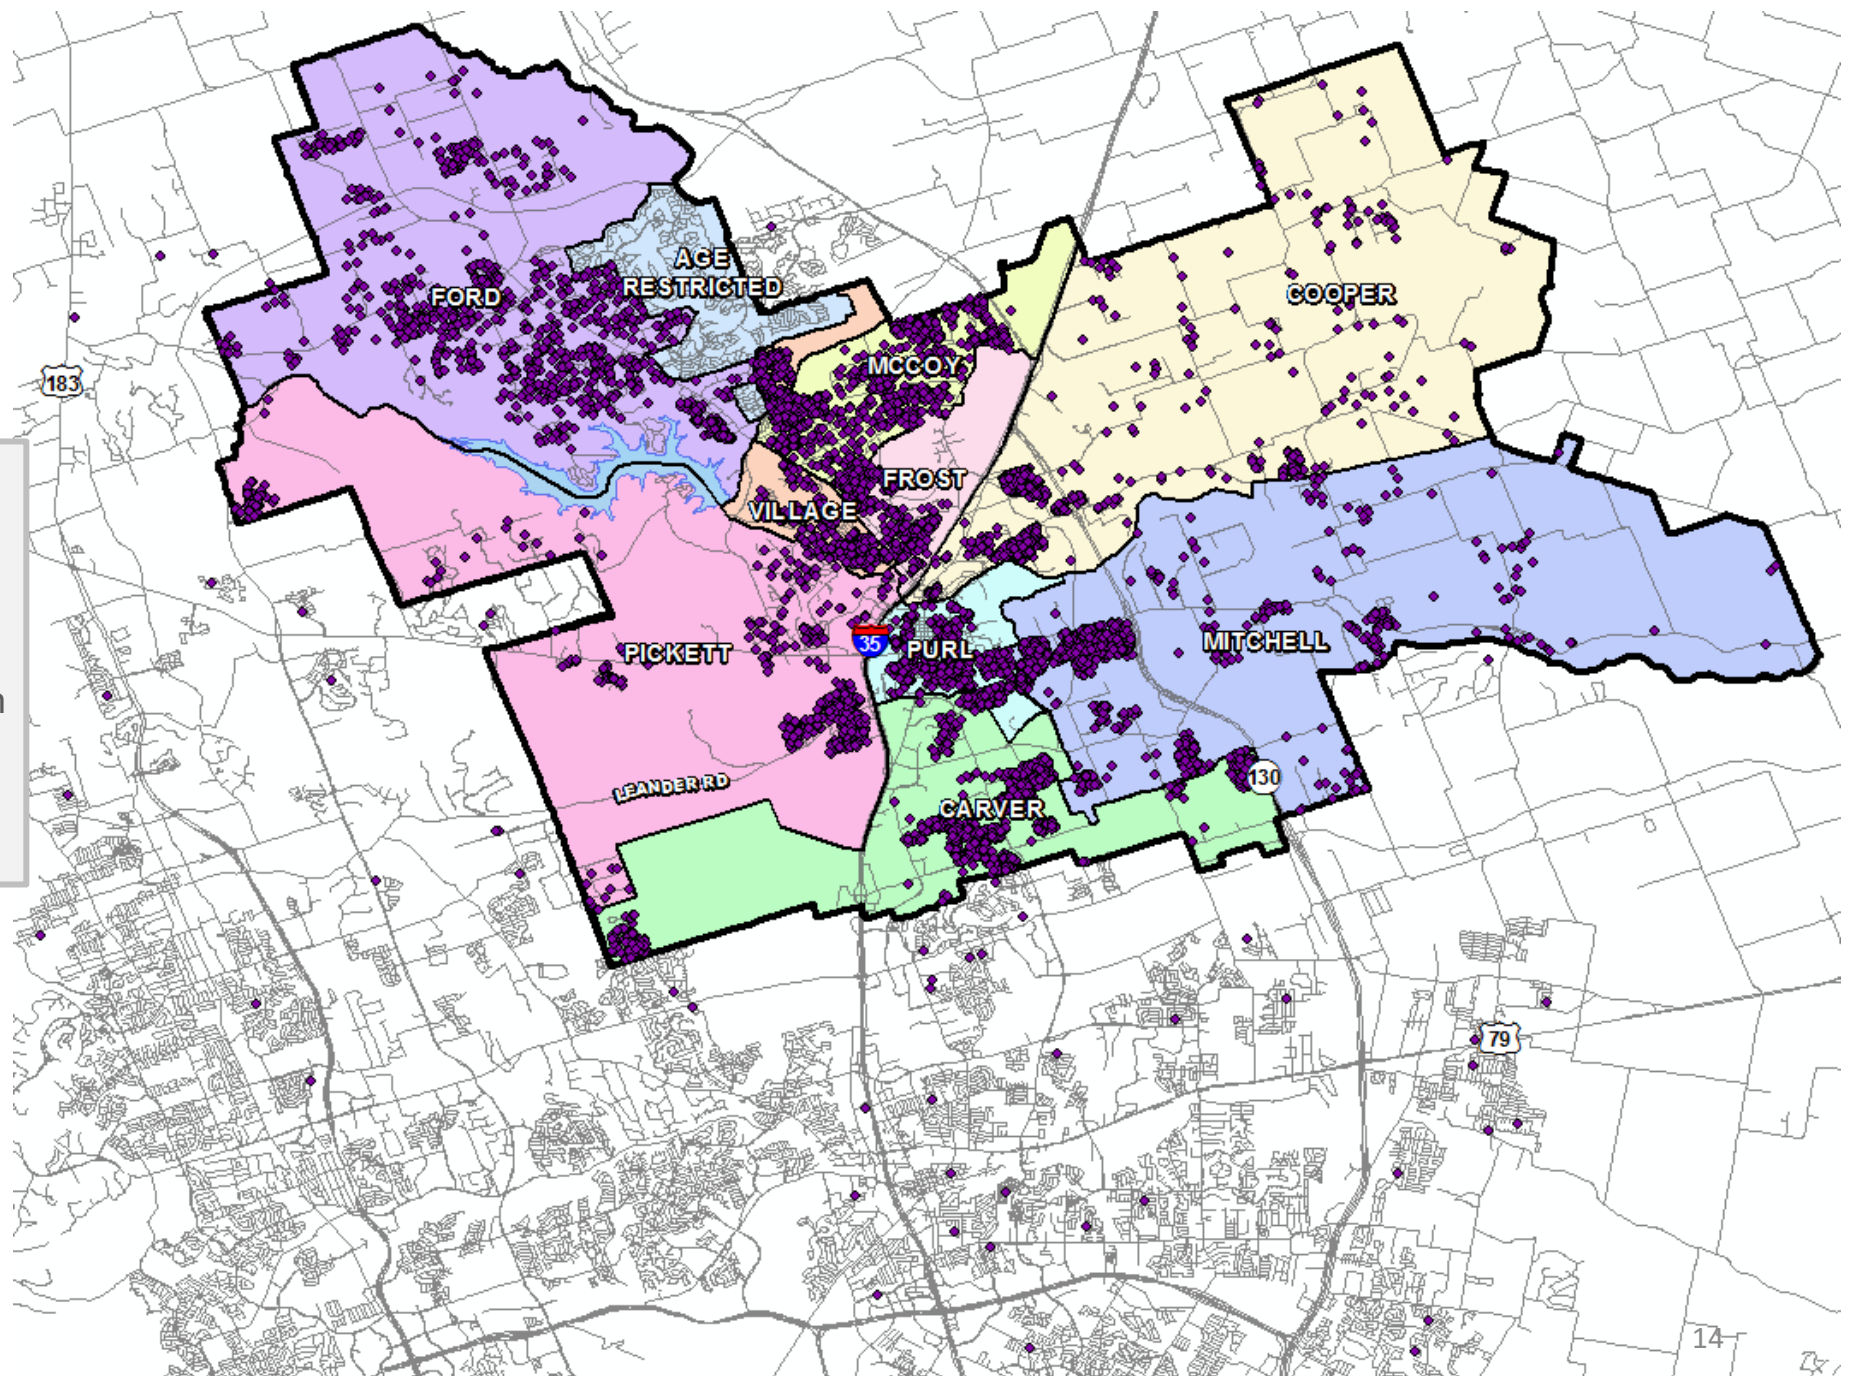 AGE
RESTRICTED
FORD
COOPER
183
MCCOY
FROST
VILLAGE
PICKETT
35
PURL
MITCHELL
n
LEANDER RD
130
CARVER
79
14